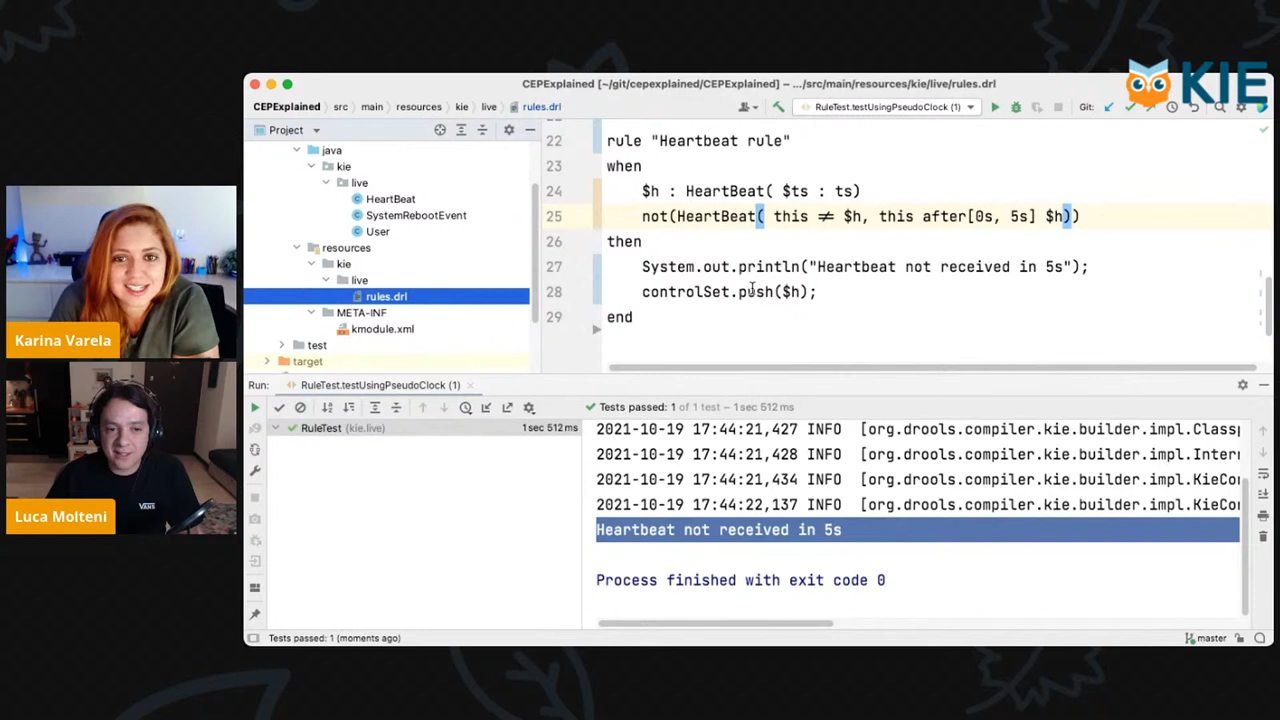 KIE
CEPExplained [~/git/cepexplained/CEPExplained] – .../src/main/resources/kie/live/rules.drl
CEPExplained src main resources kie live rules.drl
RuleTest.testUsingPseudoClock (1)
Git:
Project
java
kie
live
HeartBeat
SystemRebootEvent
User
resources
kie
live
rules.drl
META-INF
kmodule.xml
test
target
22 rule "Heartbeat rule"
23 when
24 $h : HeartBeat( $ts : ts)
25 not(HeartBeat( this ≠ $h, this after[0s, 5s] $h))
26 then
27 System.out.println("Heartbeat not received in 5s");
28 controlSet.push($h);
29 end
Karina Varela
VANS
Luca Molteni
Run: RuleTest.testUsingPseudoClock (1)
Tests passed: 1 of 1 test – 1 sec 512 ms
RuleTest (kie.live) 1 sec 512 ms
2021-10-19 17:44:21,427 INFO [org.drools.compiler.kie.builder.impl.Classp
2021-10-19 17:44:21,428 INFO [org.drools.compiler.kie.builder.impl.Inter
2021-10-19 17:44:21,434 INFO [org.drools.compiler.kie.builder.impl.KieCo
2021-10-19 17:44:22,137 INFO [org.drools.compiler.kie.builder.impl.KieCo
Heartbeat not received in 5s
Process finished with exit code 0
Tests passed: 1 (moments ago)
master